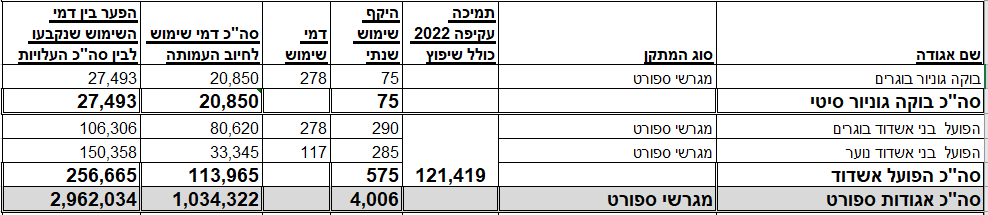 שם אגודה סוג המתקן תמיכה עקיפה 2022 כולל שיפוץ היקף שימוש שנתי דמי שימוש סה"כ דמי שימוש לחיוב העמותה הפער בין דמי השימוש שנקבעו לבין סה"כ העלויות
בוקה גוניור בוגרים מגרשי ספורט 75 278 20,850 27,493
סה"כ בוקה גוניור סיטי 75 20,850 27,493
הפועל בני אשדוד בוגרים מגרשי ספורט 290 278 80,620 106,306
הפועל בני אשדוד נוער מגרשי ספורט 285 117 33,345 150,358
סה"כ הפועל אשדוד 121,419 575 113,965 256,665
סה"כ אגודות ספורט מגרשי ספורט 4,006 1,034,322 2,962,034